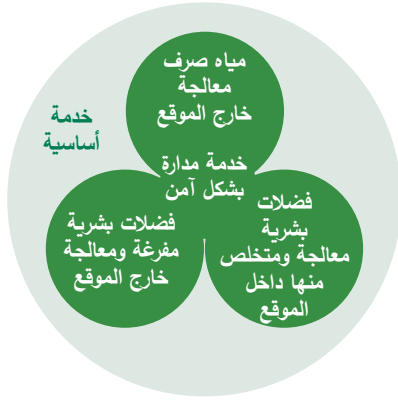 مياه صرف
معالجة
خارج الموقع
خدمة
أساسية
خدمة مدارة
بشكل آمن
فضلات
بشرية
معالجة ومتخلص
منها داخل
الموقع
فضلات بشرية
مفرغة ومعالجة
خارج الموقع